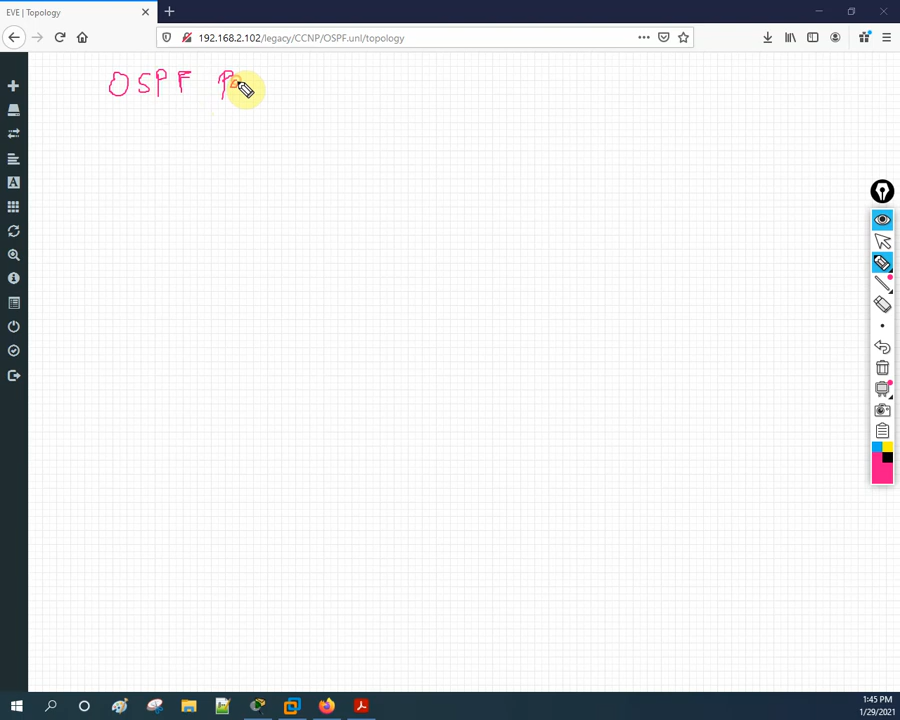 EVE | Topology
192.168.2.102/legacy/CCNP/OSPF.unl/topology
OSPF
1:45 PM
1/29/2021